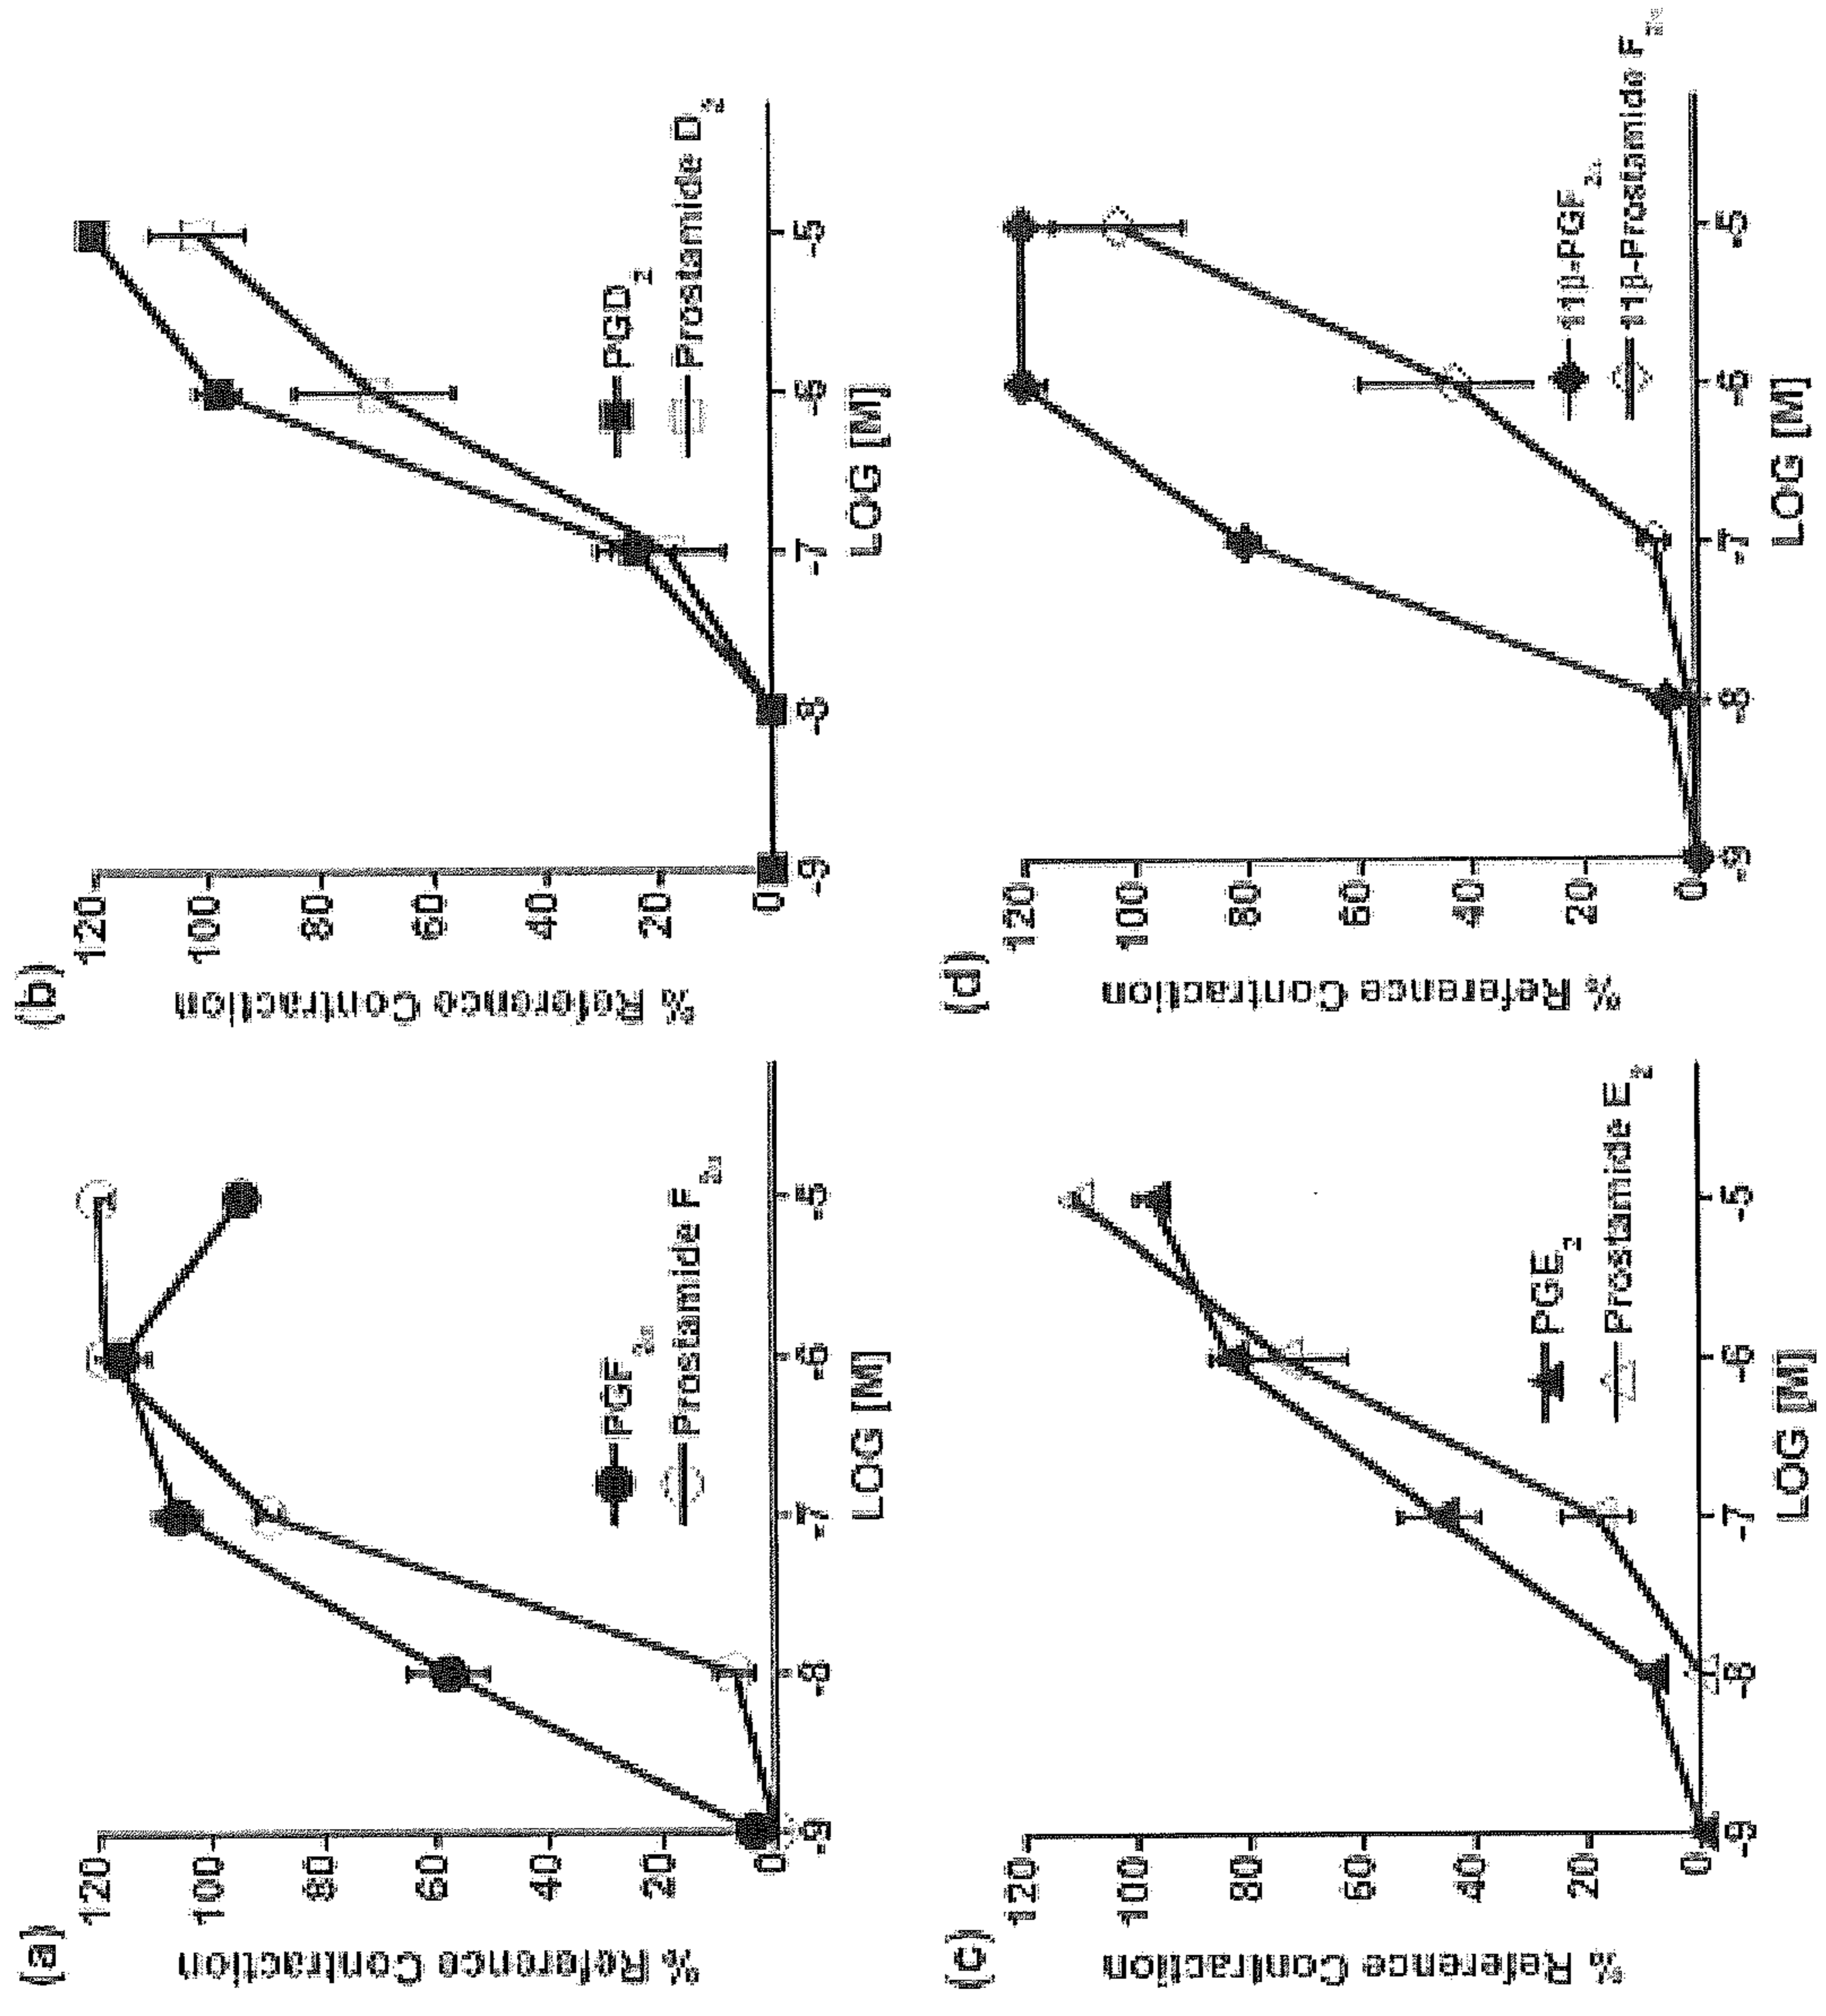 (a)
120
100
80
60
40
20
0
% Reference Contraction
-9
-8
-7
-6
-5
LOG [M]
PGF2α
Prostamide F2α
(b)
120
100
80
60
40
20
0
% Reference Contraction
-9
-8
-7
-6
-5
LOG [M]
PGD2
Prostamide D2
(c)
120
100
80
60
40
20
0
% Reference Contraction
-9
-8
-7
-6
-5
LOG [M]
PGE2
Prostamide E2
(d)
120
100
80
60
40
20
0
% Reference Contraction
-9
-8
-7
-6
-5
LOG [M]
11β-PGF2α
11β-Prostamide F2α